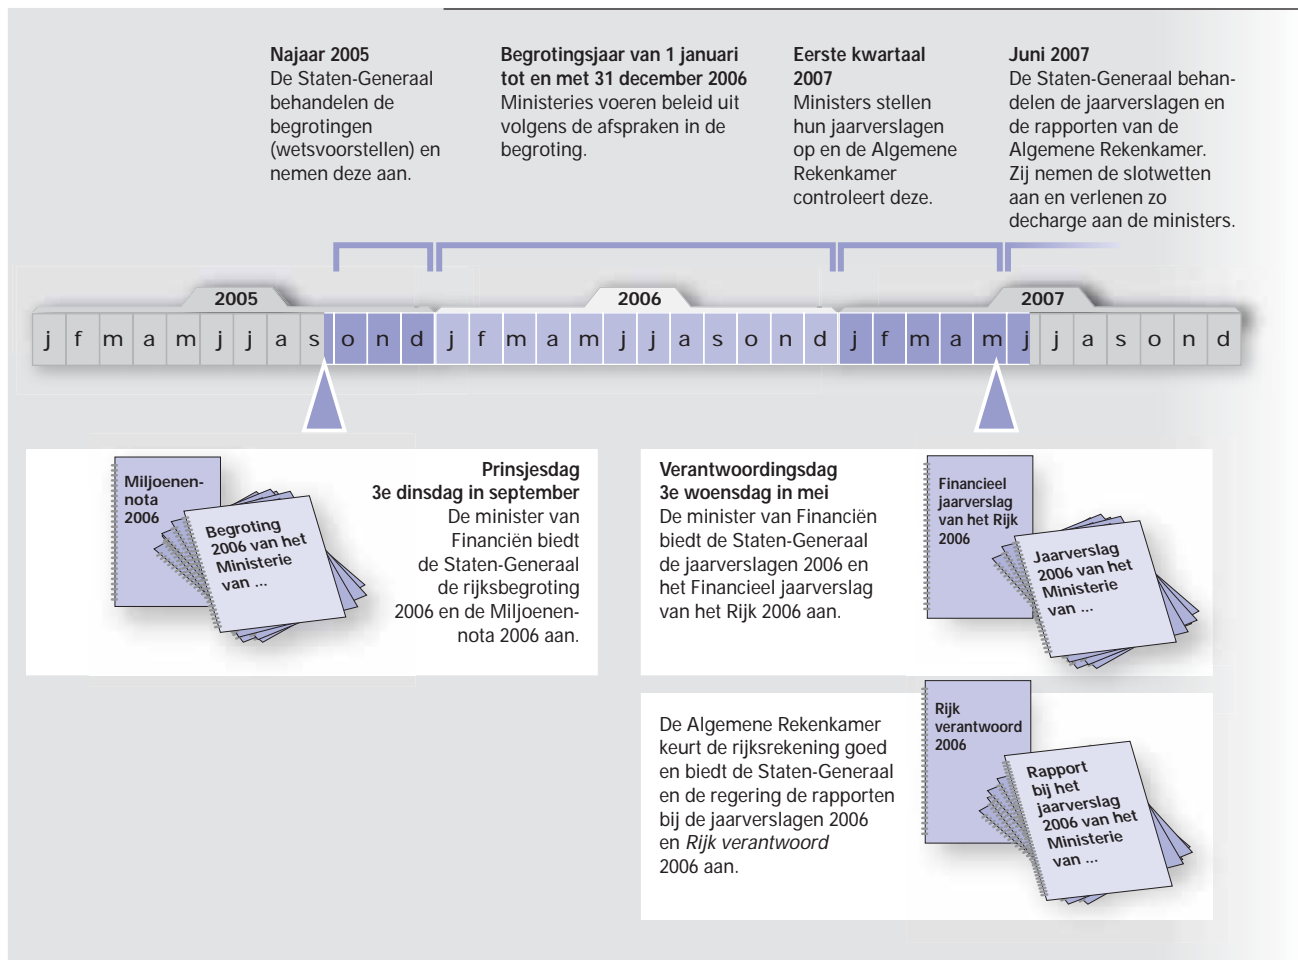 Najaar 2005
De Staten-Generaal
behandelen de
begrotingen
(wetsvoorstellen) en
nemen deze aan.
Begrotingsjaar van 1 januari
tot en met 31 december 2006
Ministeries voeren beleid uit
volgens de afspraken in de
begroting.
Eerste kwartaal
2007
Ministers stellen
hun jaarverslagen
op en de Algemene
Rekenkamer
controleert deze.
Juni 2007
De Staten-Generaal behan-
delen de jaarverslagen en
de rapporten van de
Algemene Rekenkamer.
Zij nemen de slotwetten
aan en verlenen zo
decharge aan de ministers.
2005 2006 2007
j f m a m j j a s o n d j f m a m j j a s o n d j f m a m j j a s o n d
Miljoenen-
nota
2006
Begroting
2006 van het
Ministerie
van ...
Prinsjesdag
3e dinsdag in september
De minister van
Financiën biedt
de Staten-Generaal
de rijksbegroting
2006 en de Miljoenen-
nota 2006 aan.
Verantwoordingsdag
3e woensdag in mei
De minister van Financiën
biedt de Staten-Generaal
de jaarverslagen 2006 en
het Financieel jaarverslag
van het Rijk 2006 aan.
Financieel
jaarverslag
van het Rijk
2006
Jaarverslag
2006 van het
Ministerie
van ...
De Algemene Rekenkamer
keurt de rijksrekening goed
en biedt de Staten-Generaal
en de regering de rapporten
bij de jaarverslagen 2006
en Rijk verantwoord
2006 aan.
Rijk
verantwoord
2006
Rapport
bij het
jaarverslag
2006 van het
Ministerie
van ...